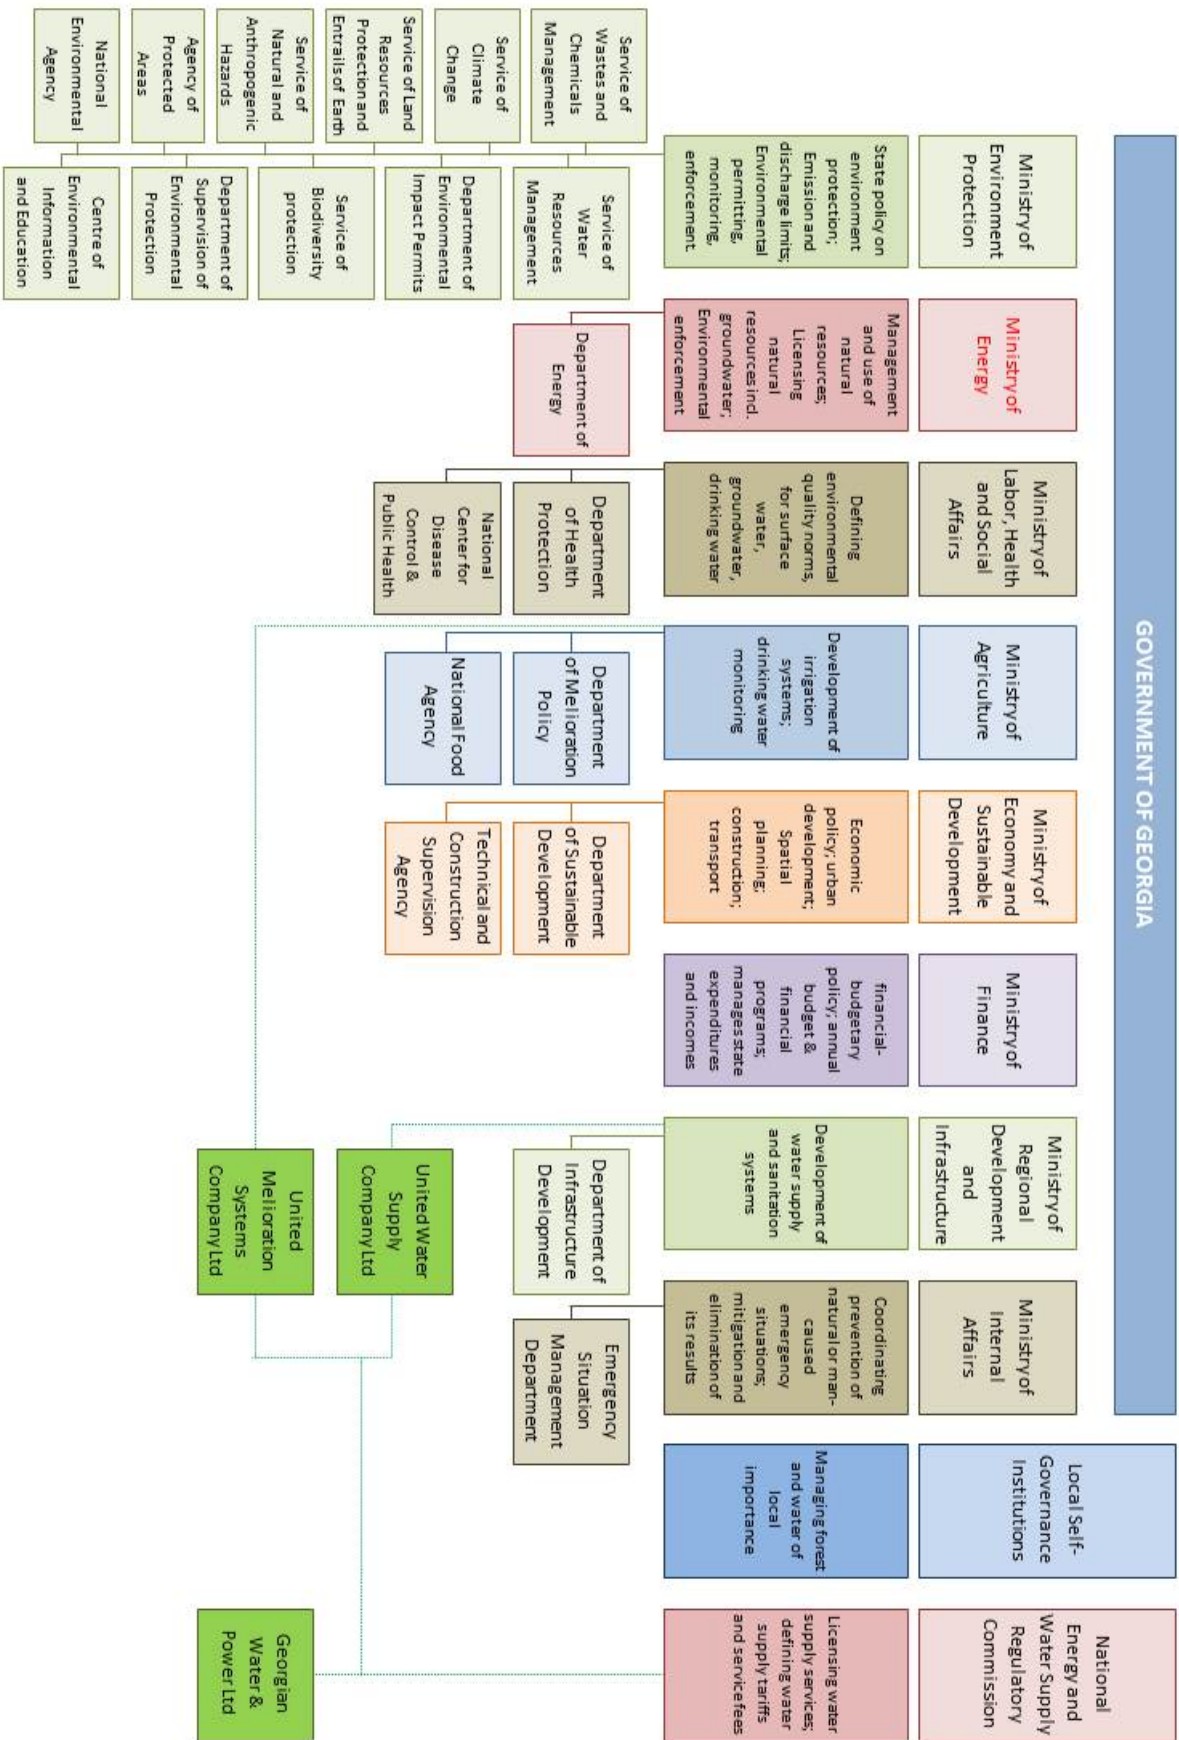 GOVERNMENT OF GEORGIA
Ministry of
Environment
Protection
Ministry of
Energy
Ministry of
Labor, Health
and Social
Affairs
Ministry of
Agriculture
Ministry of
Economy and
Sustainable
Development
Ministry of
Finance
Ministry of
Regional
Development
and
Infrastructure
Ministry of
Internal
Affairs
Local Self-
Governance
Institutions
National
Energy and
Water Supply
Regulatory
Commission
State policy on
environment
protection;
Emission and
discharge limits;
Environmental
permitting,
monitoring,
enforcement.
Management
and use of
natural
resources;
Licensing
natural
resources incl.
groundwater;
Environmental
enforcement
Defining
environmental
quality norms,
for surface
water,
groundwater,
drinking water
Development of
irrigation
systems;
drinking water
monitoring
Economic
policy; urban
development;
Spatial
planning;
construction;
transport
financial-
budgetary
policy; annual
budget &
financial
programs;
manages state
expenditures
and incomes
Development of
water supply
and sanitation
systems
Coordinating
prevention of
natural or man-
caused
emergency
situations;
mitigation and
elimination of
its results
Managing forest
and water of
local
importance
Licensing water
supply services;
defining water
supply tariffs
and service fees
Service of
Wastes and
Chemicals
Management
Service of
Water
Resources
Management
Service of
Climate
Change
Department of
Environmental
Impact Permits
Service of Land
Resources
Protection and
Entrails of Earth
Service of
Biodiversity
protection
Service of
Natural and
Anthropogenic
Hazards
Department of
Supervision of
Environmental
Protection
Agency of
Protected
Areas
Centre of
Environmental
Information
and Education
National
Environmental
Agency
Department of
Energy
Department
of Health
Protection
National
Center for
Disease
Control &
Public Health
Department
of Melioration
Policy
National Food
Agency
Department
of Sustainable
Development
Technical and
Construction
Supervision
Agency
Department of
Infrastructure
Development
Emergency
Situation
Management
Department
United Water
Supply
Company Ltd
United
Melioration
Systems
Company Ltd
Georgian
Water &
Power Ltd